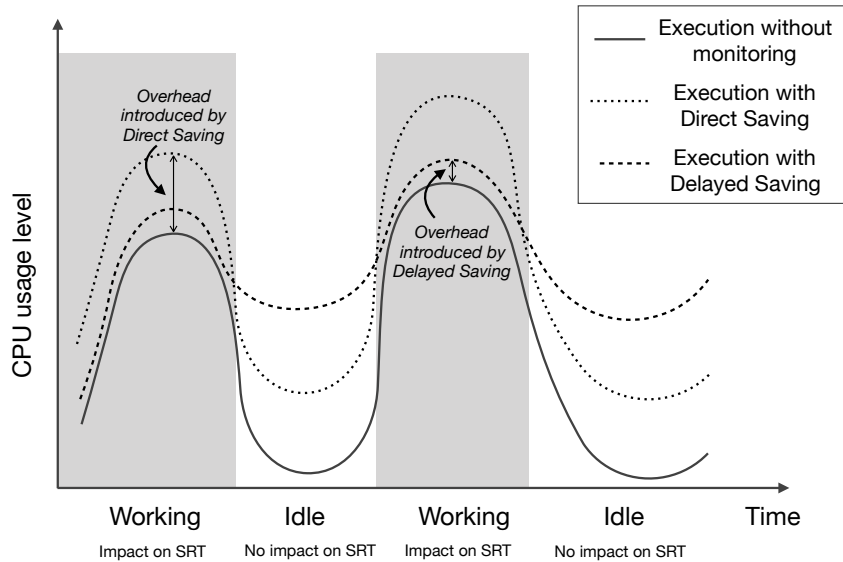 Execution without
monitoring
Execution with
Direct Saving
Execution with
Delayed Saving
Overhead
introduced by
Direct Saving
Overhead
introduced by
Delayed Saving
CPU usage level
Working
Idle
Working
Idle
Time
Impact on SRT
No impact on SRT
Impact on SRT
No impact on SRT